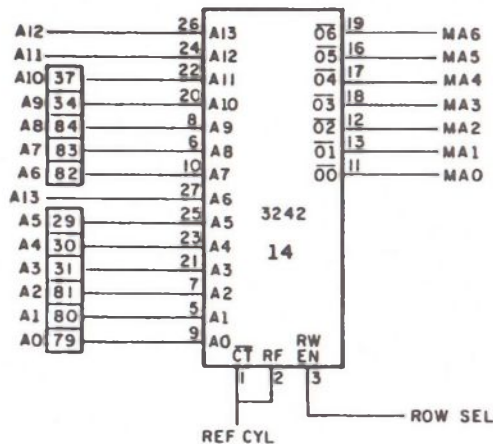 A12 26 A13 O6 19 MA6
A11 24 A12 O5 16 MA5
A10 37 22 A11 O4 17 MA4
A9 34 20 A10 O3 18 MA3
A8 84 8 A9 O2 12 MA2
A7 83 6 A8 O1 13 MA1
A6 82 10 A7 O0 11 MA0
A13 27 A6
A5 29 25 A5 3242
A4 30 23 A4
A3 31 21 A3 14
A2 81 7 A2
A1 80 5 A1
A0 79 9 A0 RW
CT RF EN
1 2 3
ROW SEL
REF CYL